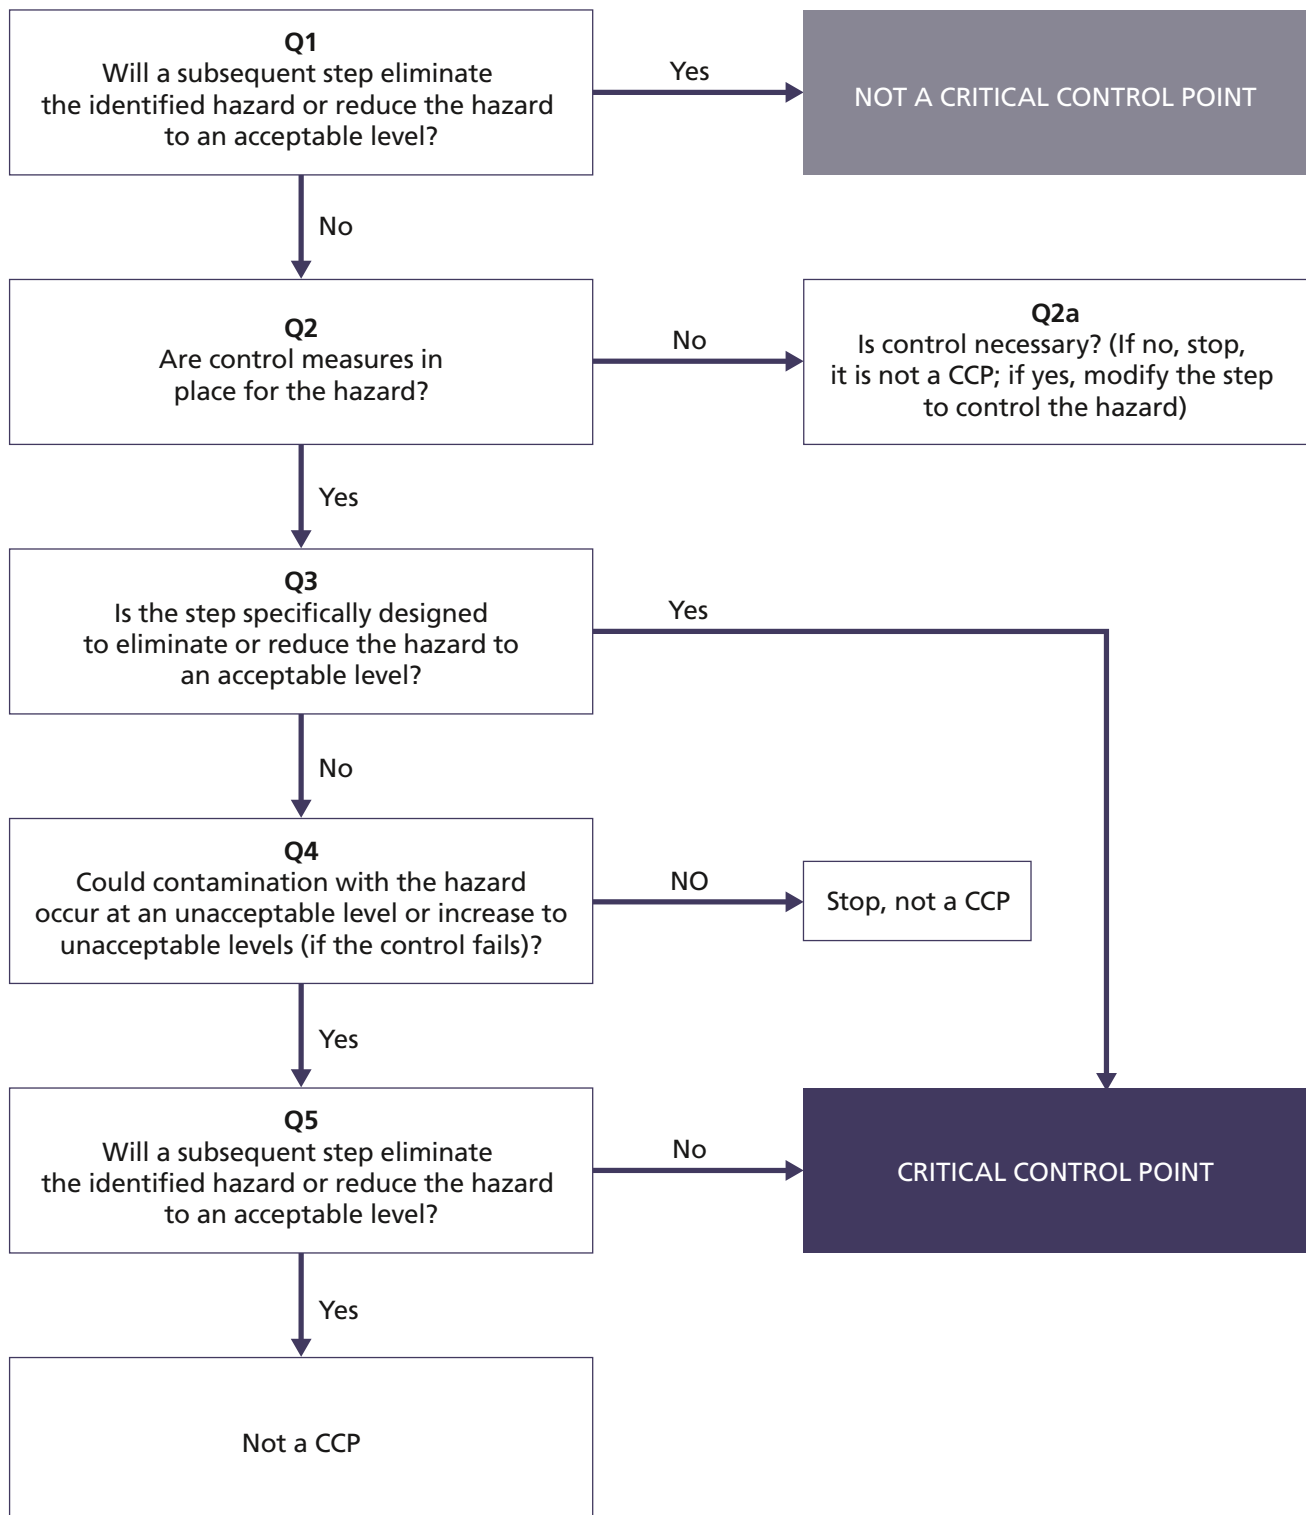 Q1
Will a subsequent step eliminate
the identified hazard or reduce the hazard
to an acceptable level?
Yes
NOT A CRITICAL CONTROL POINT
No
Q2
Are control measures in
place for the hazard?
No
Q2a
Is control necessary? (If no, stop,
it is not a CCP; if yes, modify the step
to control the hazard)
Yes
Q3
Is the step specifically designed
to eliminate or reduce the hazard to
an acceptable level?
Yes
No
Q4
Could contamination with the hazard
occur at an unacceptable level or increase to
unacceptable levels (if the control fails)?
NO
Stop, not a CCP
Yes
Q5
Will a subsequent step eliminate
the identified hazard or reduce the hazard
to an acceptable level?
No
CRITICAL CONTROL POINT
Yes
Not a CCP